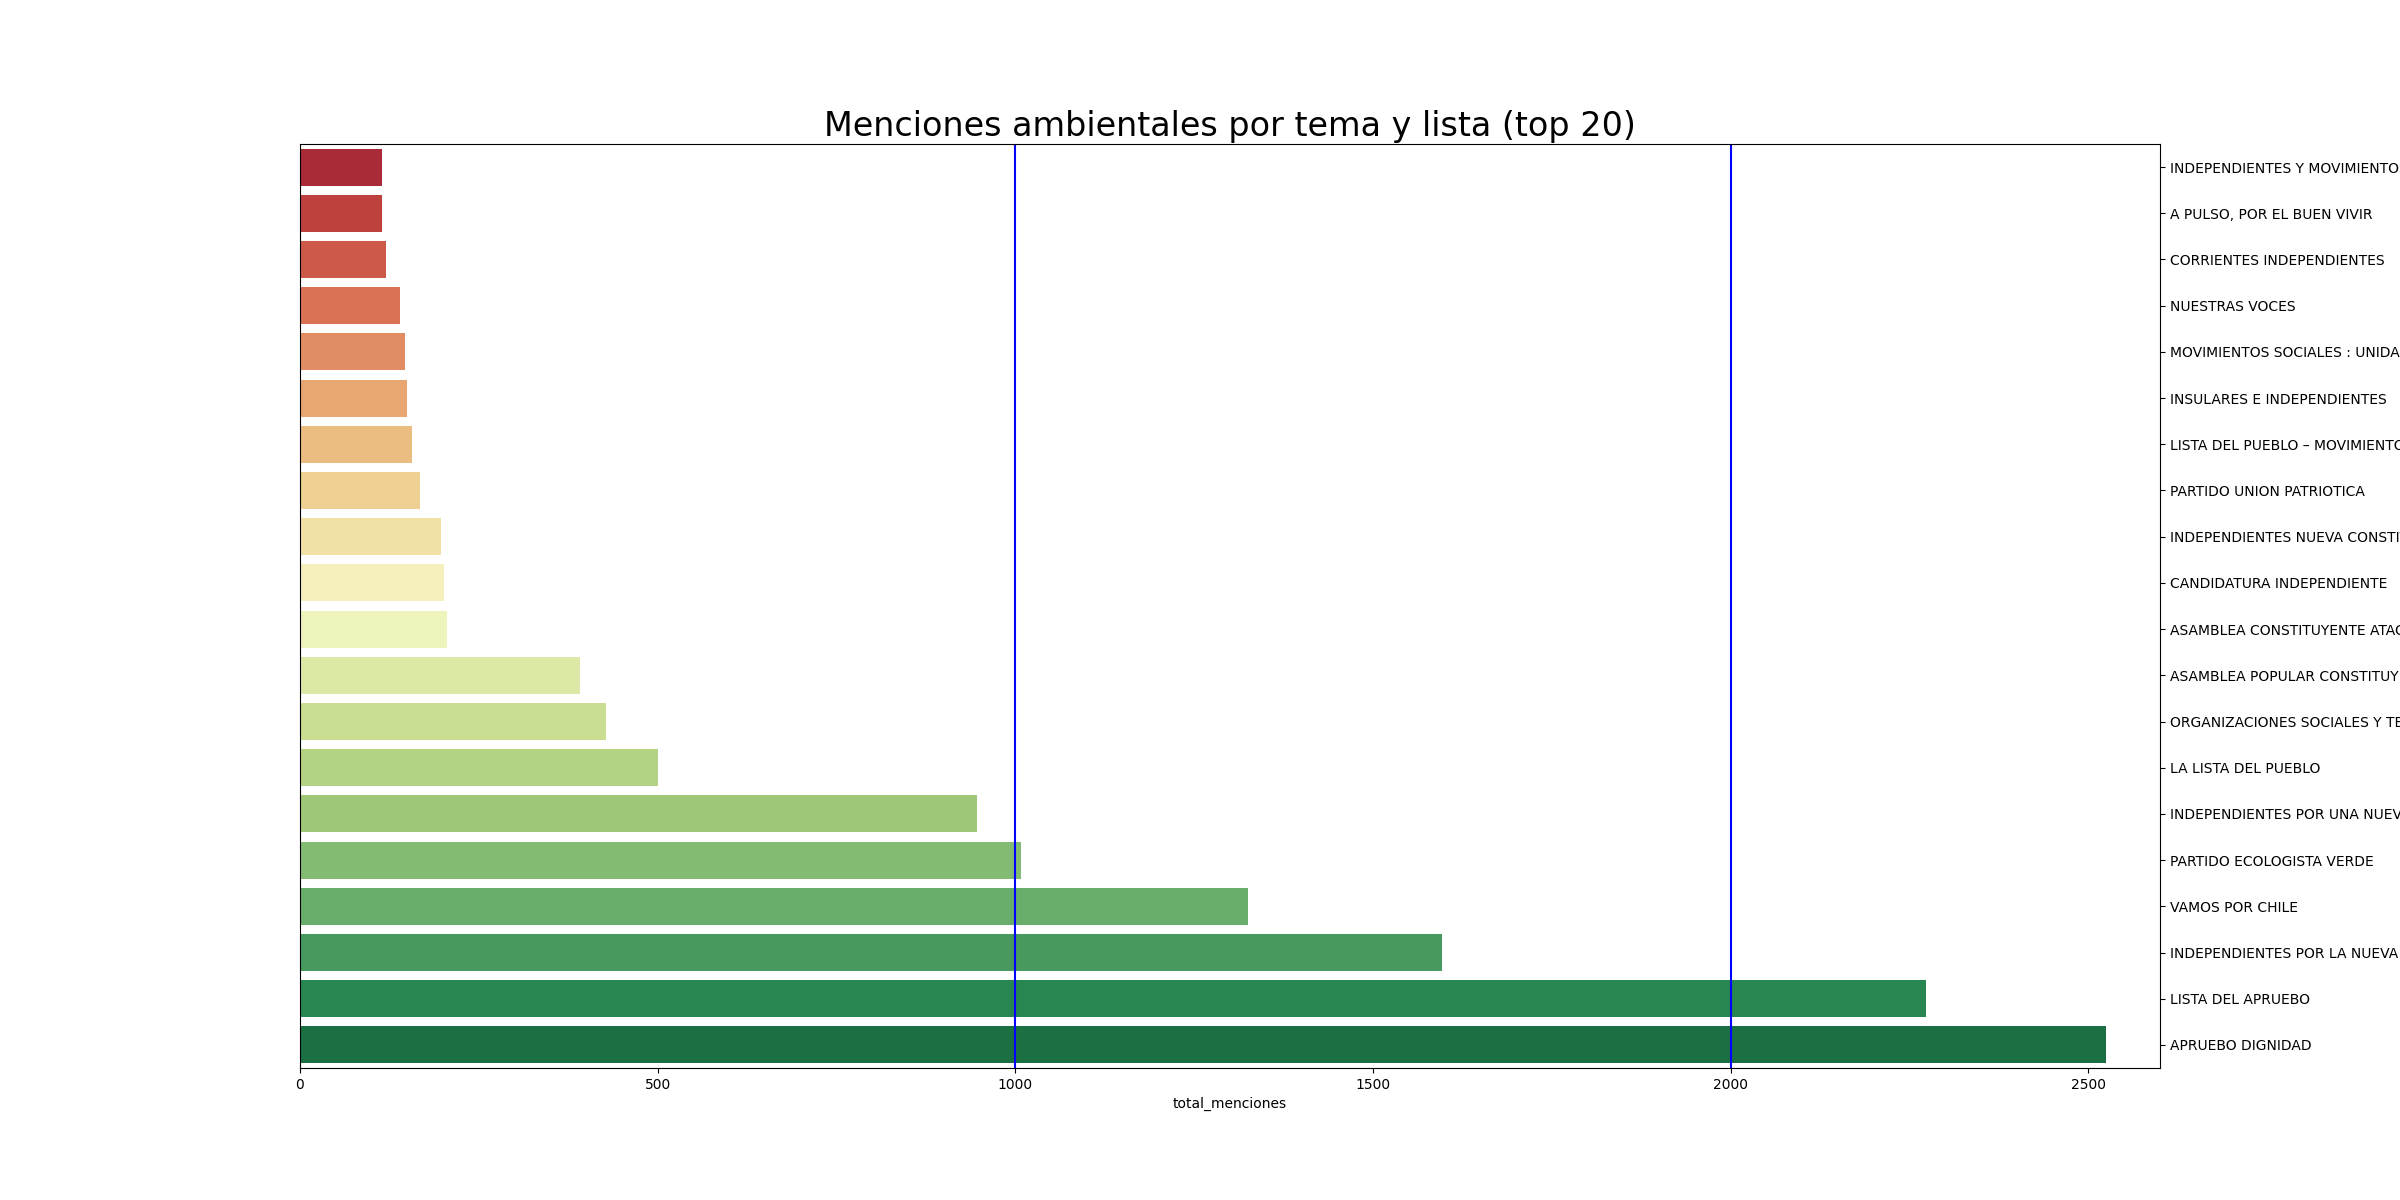 Menciones ambientales por tema y lista (top 20)
INDEPENDIENTES Y MOVIMIENTO
A PULSO, POR EL BUEN VIVIR
CORRIENTES INDEPENDIENTES
NUESTRAS VOCES
MOVIMIENTOS SOCIALES : UNIDA
INSULARES E INDEPENDIENTES
LISTA DEL PUEBLO – MOVIMIENTO
PARTIDO UNION PATRIOTICA
INDEPENDIENTES NUEVA CONSTI
CANDIDATURA INDEPENDIENTE
ASAMBLEA CONSTITUYENTE ATAC
ASAMBLEA POPULAR CONSTITUY
ORGANIZACIONES SOCIALES Y TE
LA LISTA DEL PUEBLO
INDEPENDIENTES POR UNA NUEV
PARTIDO ECOLOGISTA VERDE
VAMOS POR CHILE
INDEPENDIENTES POR LA NUEVA
LISTA DEL APRUEBO
APRUEBO DIGNIDAD
0 500 1000 1500 2000 2500
total_menciones